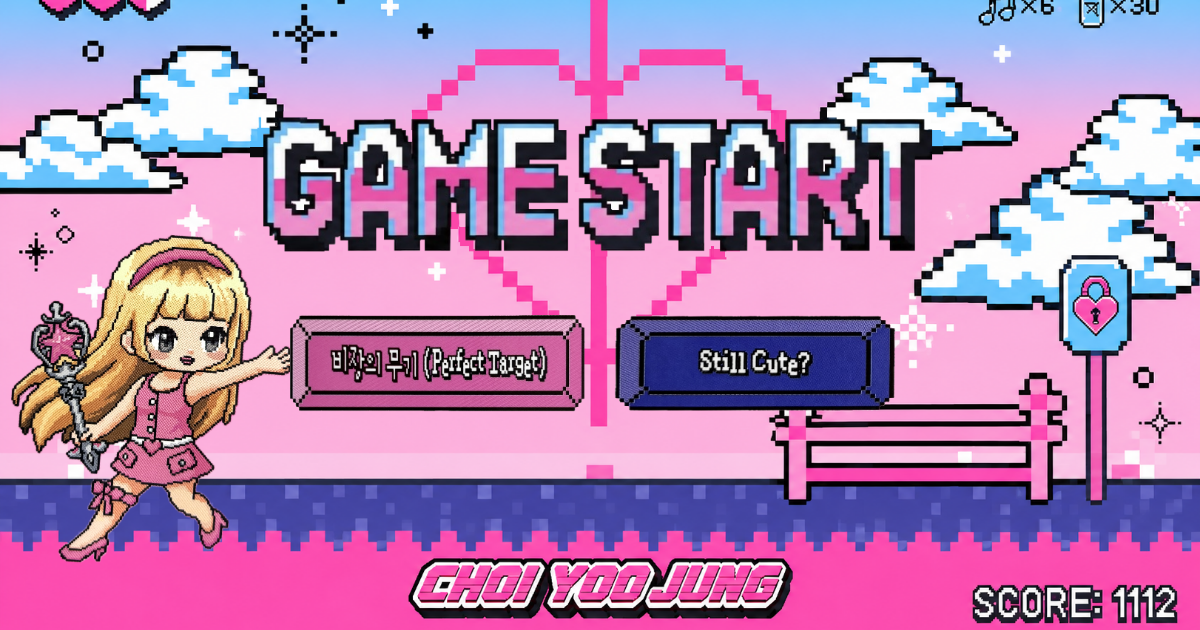 ×6 ×30
GAME START
비장의 무기 (Perfect Target)
Still Cute?
CHOI YOO JUNG
SCORE: 1112